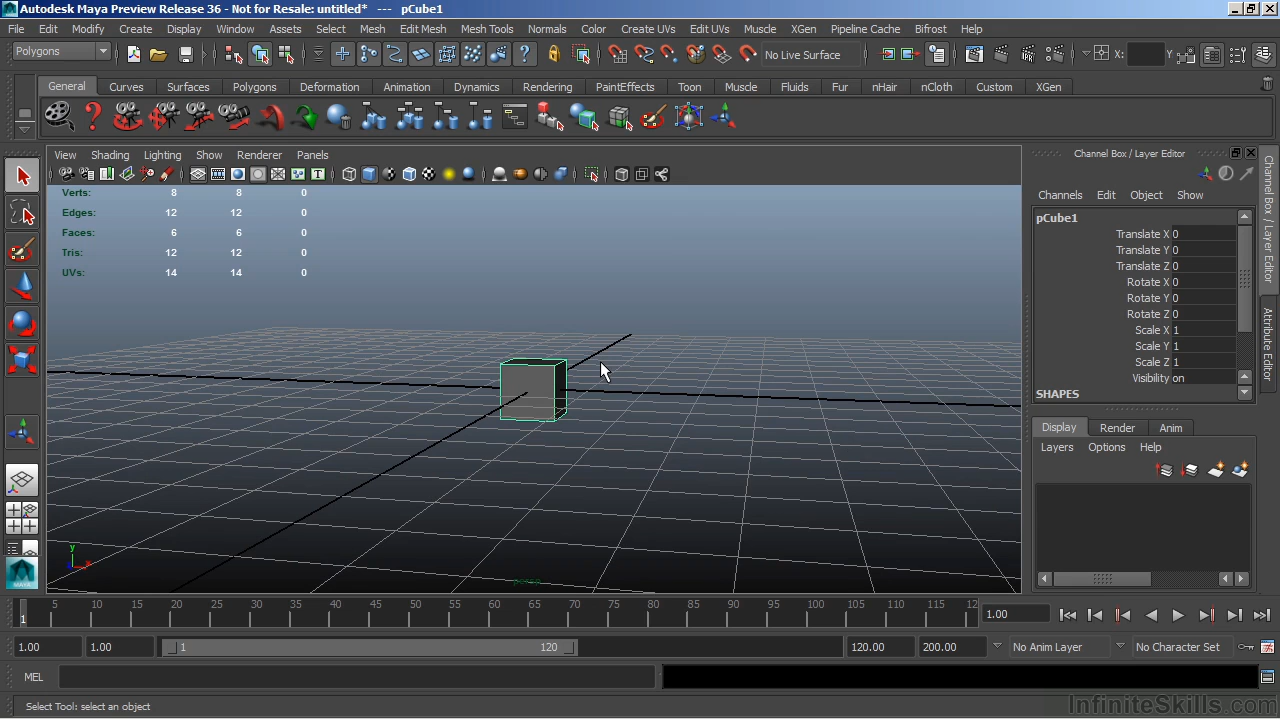 Autodesk Maya Preview Release 36 - Not for Resale: untitled* --- pCube1
File Edit Modify Create Display Window Assets Select Mesh Edit Mesh Mesh Tools Normals Color Create UVs Edit UVs Muscle XGen Pipeline Cache Bifrost Help
Polygons No Live Surface X:
General Curves Surfaces Polygons Deformation Animation Dynamics Rendering PaintEffects Toon Muscle Fluids Fur nHair nCloth Custom XGen
View Shading Lighting Show Renderer Panels
Verts: 8 8 0
Edges: 12 12 0
Faces: 6 6 0
Tris: 12 12 0
UVs: 14 14 0
y
persp
Channel Box / Layer Editor
Channels Edit Object Show
pCube1
Translate X 0
Translate Y 0
Translate Z 0
Rotate X 0
Rotate Y 0
Rotate Z 0
Scale X 1
Scale Y 1
Scale Z 1
Visibility on
SHAPES
Display Render Anim
Layers Options Help
Channel Box / Layer Editor
Attribute Editor
MAYA
1 5 10 15 20 25 30 35 40 45 50 55 60 65 70 75 80 85 90 95 100 105 110 115 12 1.00
1.00 1.00 1 120 120.00 200.00 No Anim Layer No Character Set
MEL
Select Tool: select an object
InfiniteSkills.com